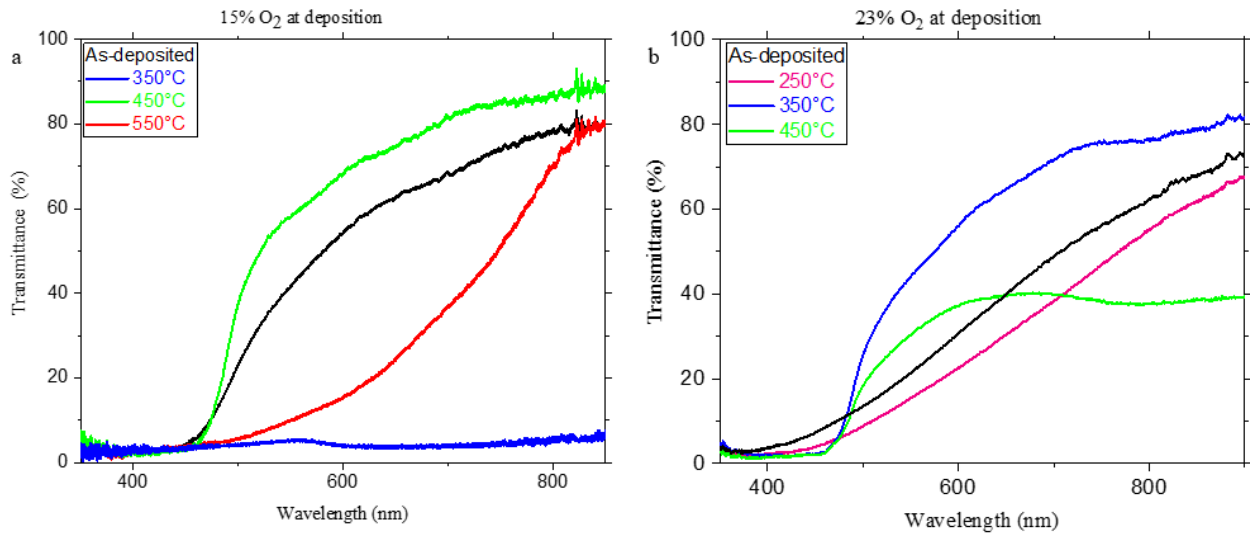 15% O2 at deposition
a
Transmittance (%)
100
80
60
40
20
0
As-deposited
350°C
450°C
550°C
400
600
800
Wavelength (nm)
23% O2 at deposition
b
Transmittance (%)
100
80
60
40
20
0
As-deposited
250°C
350°C
450°C
400
600
800
Wavelength (nm)